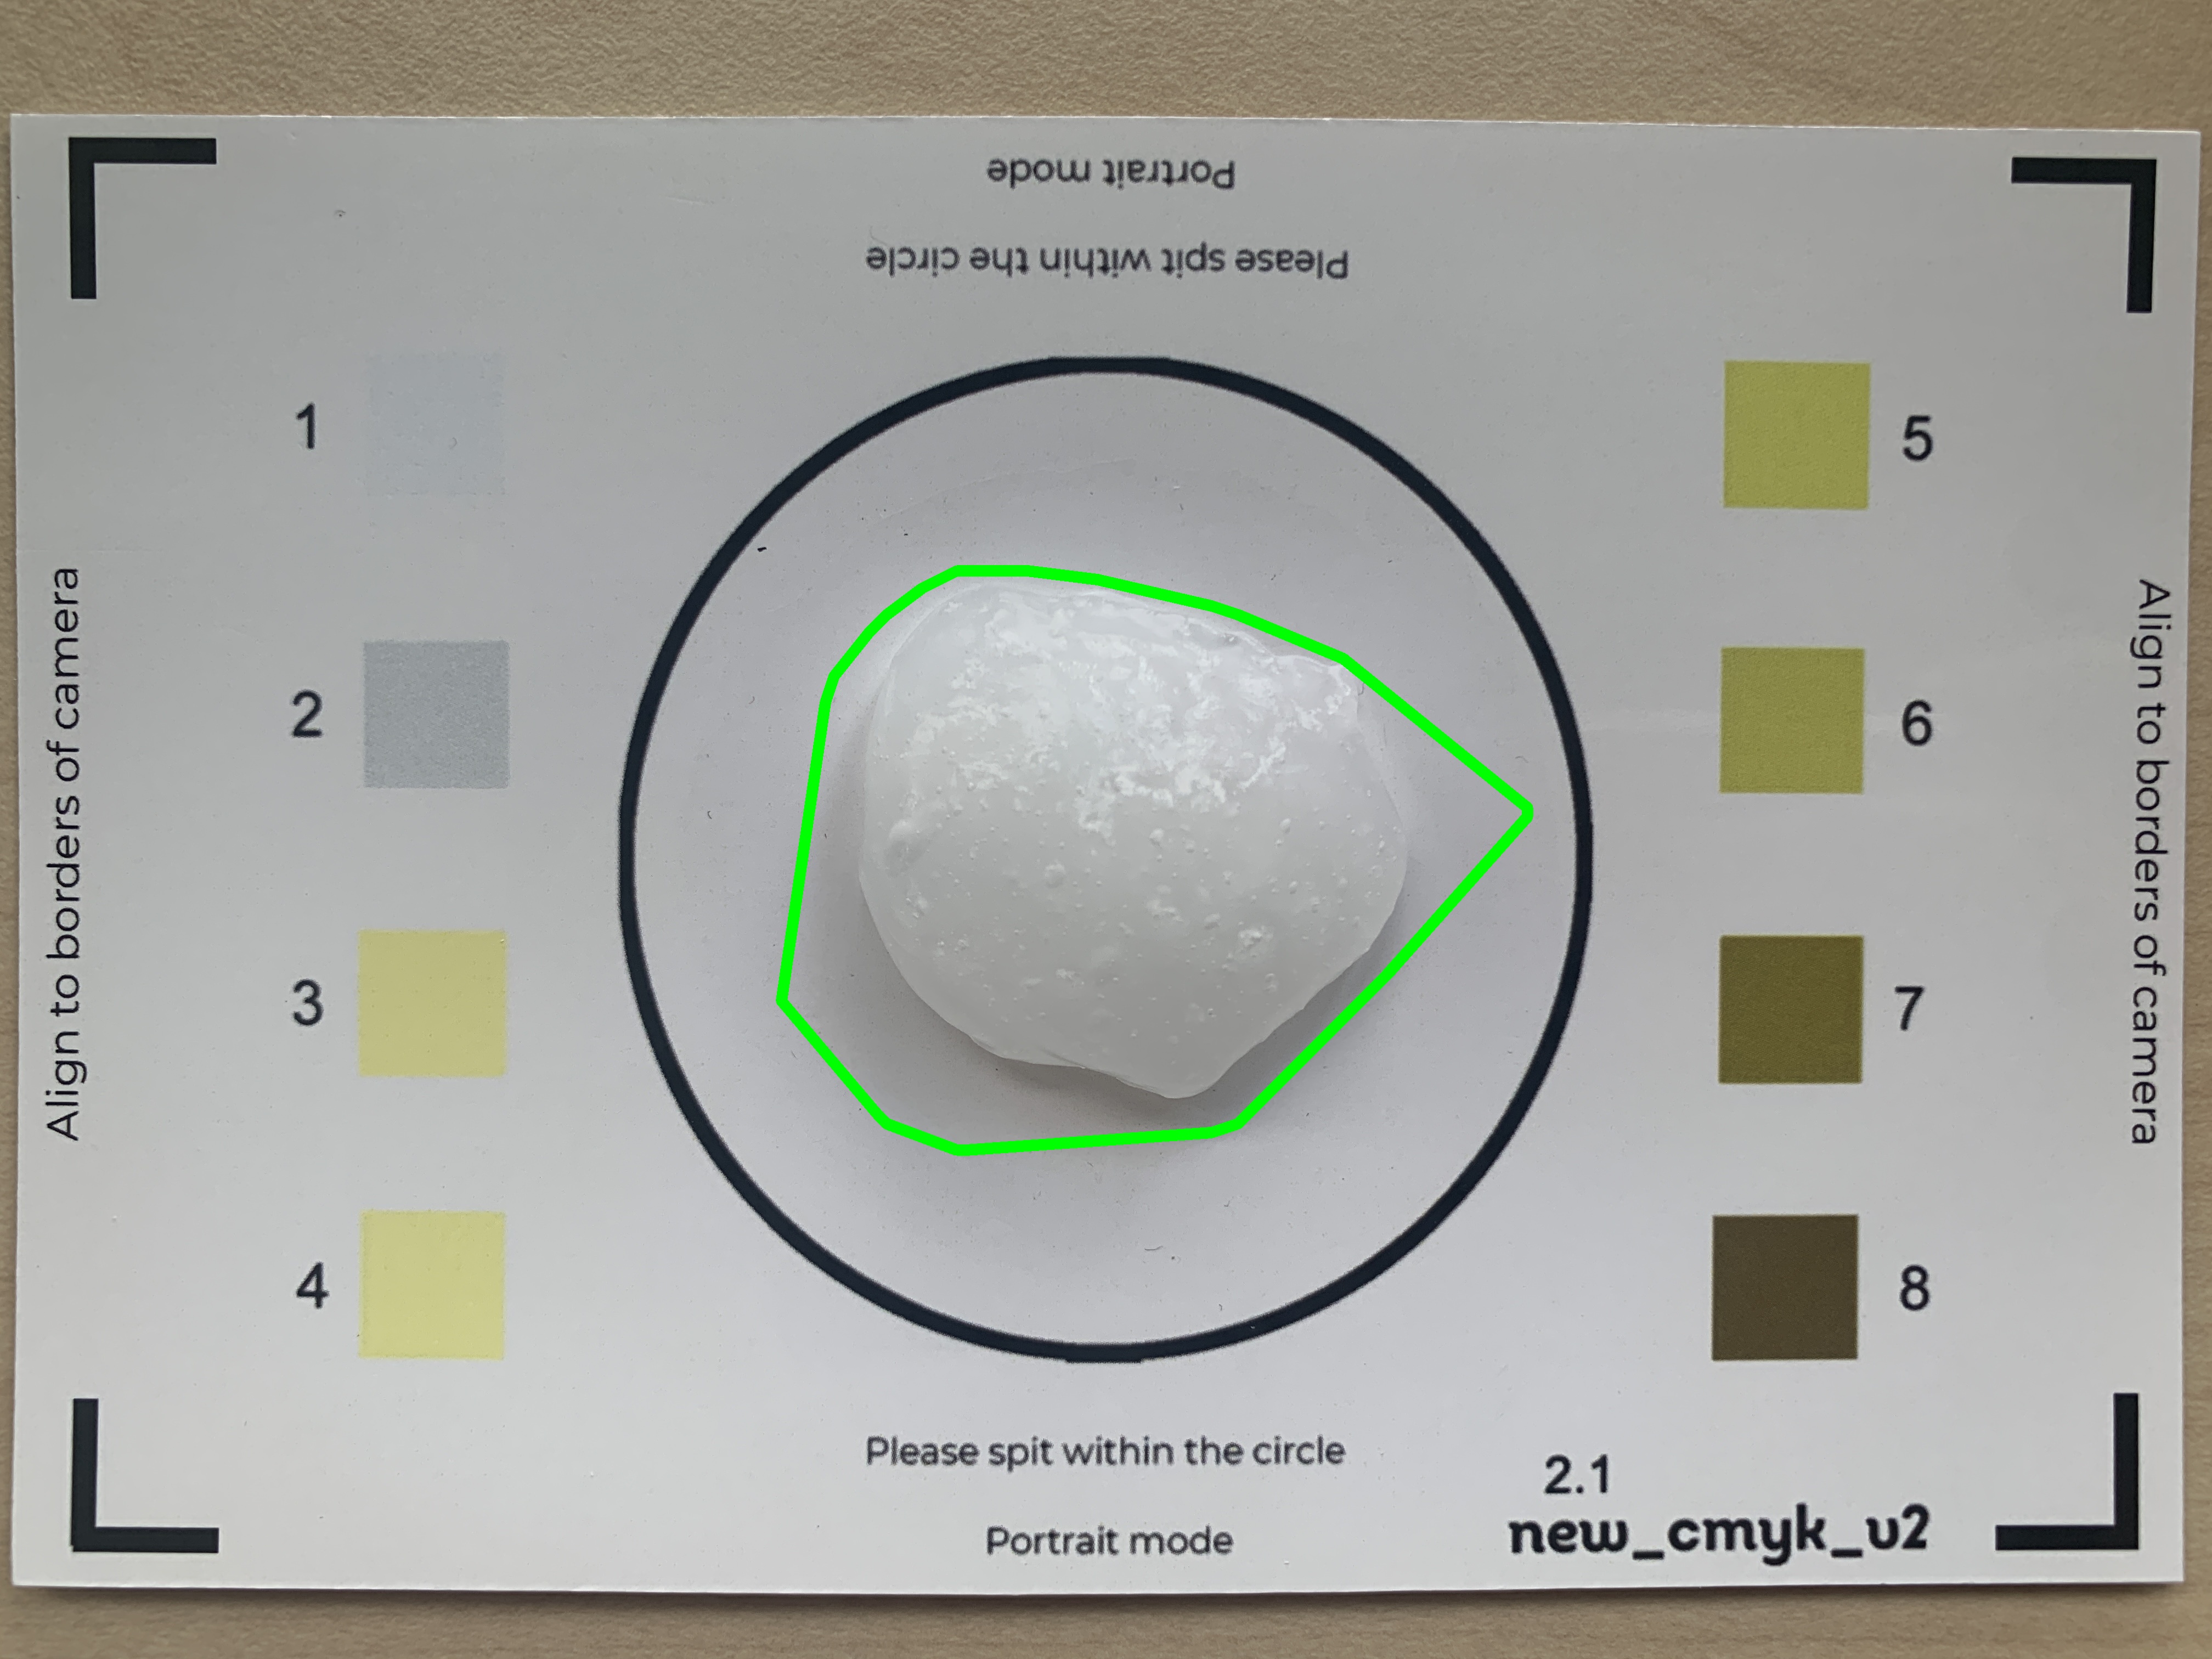 Portrait mode
Please spit within the circle
1
2
3
4
5
6
7
8
Align to borders of camera
Align to borders of camera
Please spit within the circle
Portrait mode
2.1
new_cmyk_v2